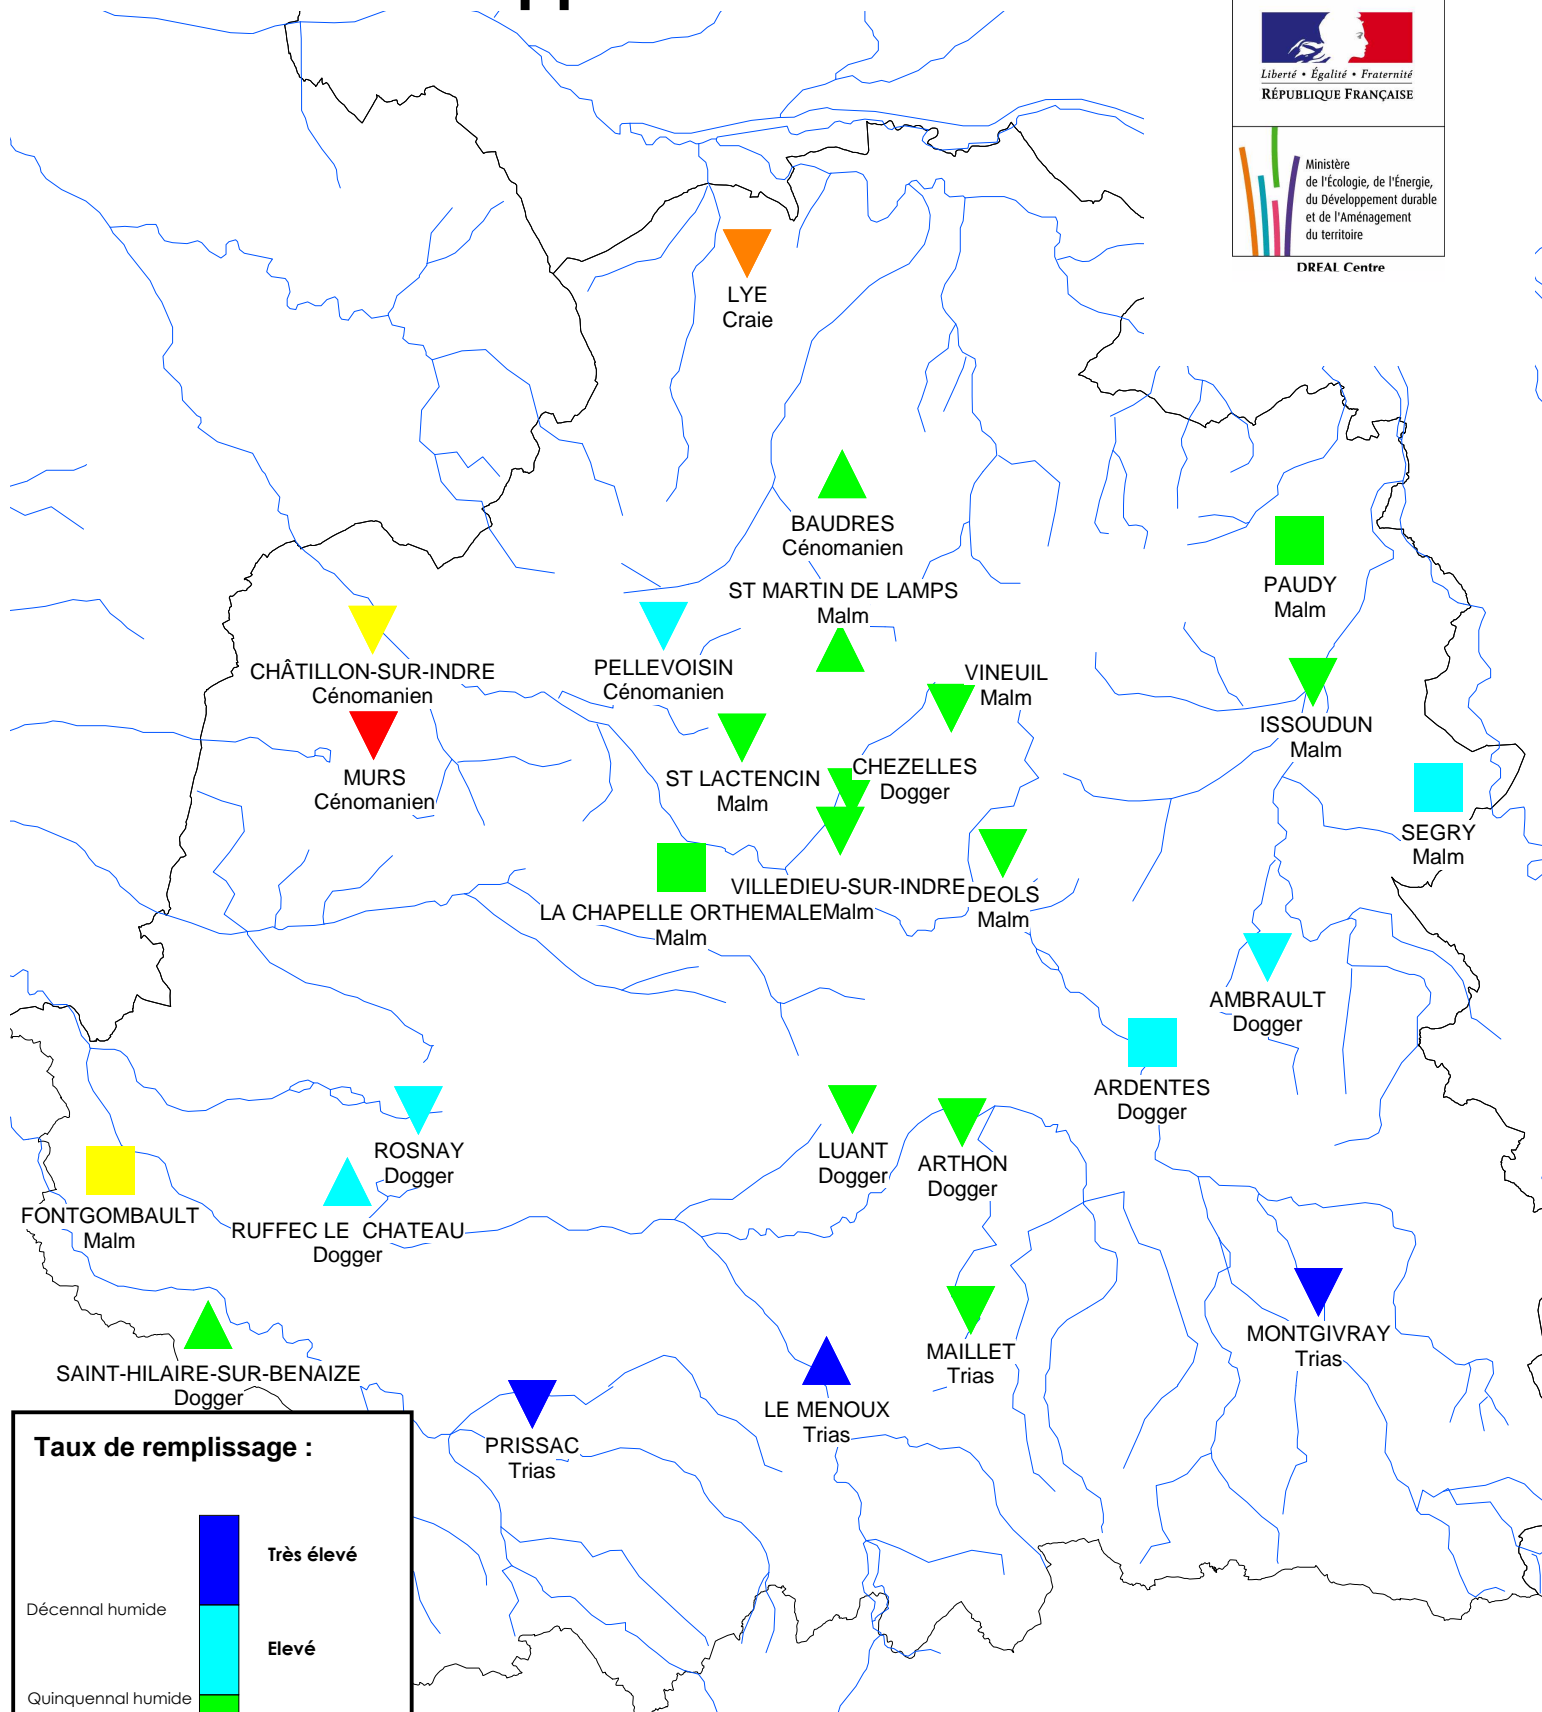 Liberté • Égalité • Fraternité
RÉPUBLIQUE FRANÇAISE
Ministère
de l'Écologie, de l'Énergie,
du Développement durable
et de l'Aménagement
du territoire
DREAL Centre
LYE
Craie
BAUDRES
Cénomanien
ST MARTIN DE LAMPS
Malm
PAUDY
Malm
CHÂTILLON-SUR-INDRE
Cénomanien
PELLEVOISIN
Cénomanien
VINEUIL
Malm
ISSOUDUN
Malm
MURS
Cénomanien
ST LACTENCIN
Malm
CHEZELLES
Dogger
SEGRY
Malm
VILLEDIEU-SUR-INDRE
Malm
DEOLS
Malm
LA CHAPELLE ORTHEMALE
Malm
AMBRAULT
Dogger
ARDENTES
Dogger
ROSNAY
Dogger
LUANT
Dogger
ARTHON
Dogger
FONTGOMBAULT
Malm
RUFFEC LE  CHATEAU
Dogger
MONTGIVRAY
Trias
MAILLET
Trias
SAINT-HILAIRE-SUR-BENAIZE
Dogger
LE MENOUX
Trias
PRISSAC
Trias
Taux de remplissage :
Très élevé
Décennal humide
Elevé
Quinquennal humide